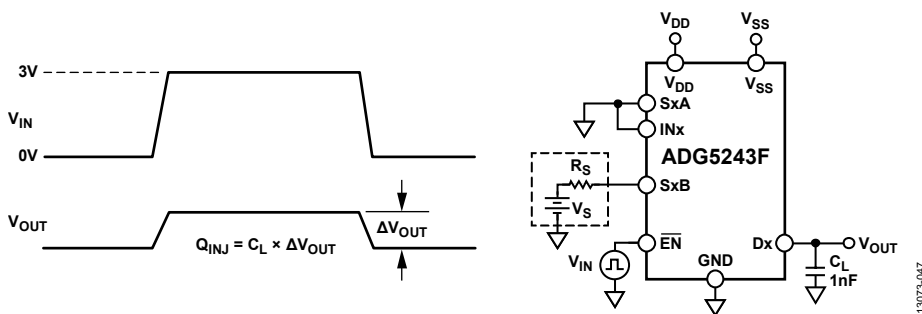 3V
V_IN
0V
V_OUT
Q_INJ = C_L × ΔV_OUT
ΔV_OUT
V_DD
V_SS
V_DD
V_SS
SxA
INx
ADG5243F
R_S
SxB
V_S
V_IN
E̅N̅
GND
Dx
V_OUT
C_L
1nF
13073-047